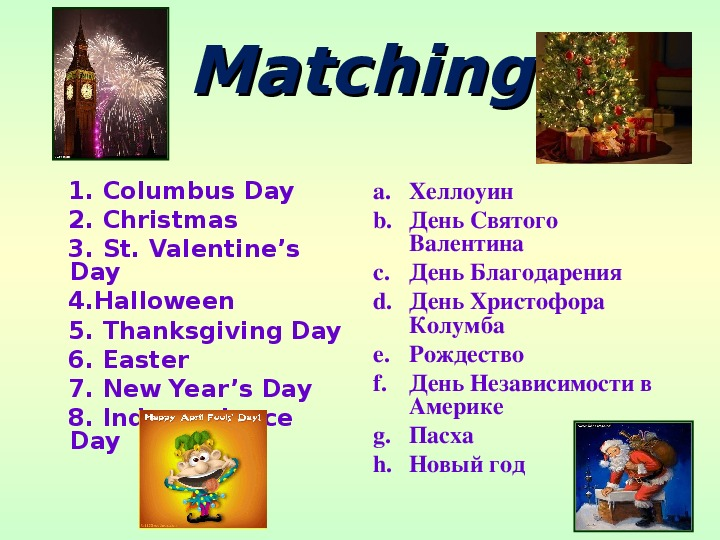 Matching
1. Columbus Day
2. Christmas
3. St. Valentine’s
Day
4.Halloween
5. Thanksgiving Day
6. Easter
7. New Year’s Day
8.
Day
a. Хеллоуин
b. День Святого
Валентина
c. День Благодарения
d. День Христофора
Колумба
e. Рождество
f. День Независимости в
Америке
g. Пасха
h. Новый год
Happy April Fools' Day!